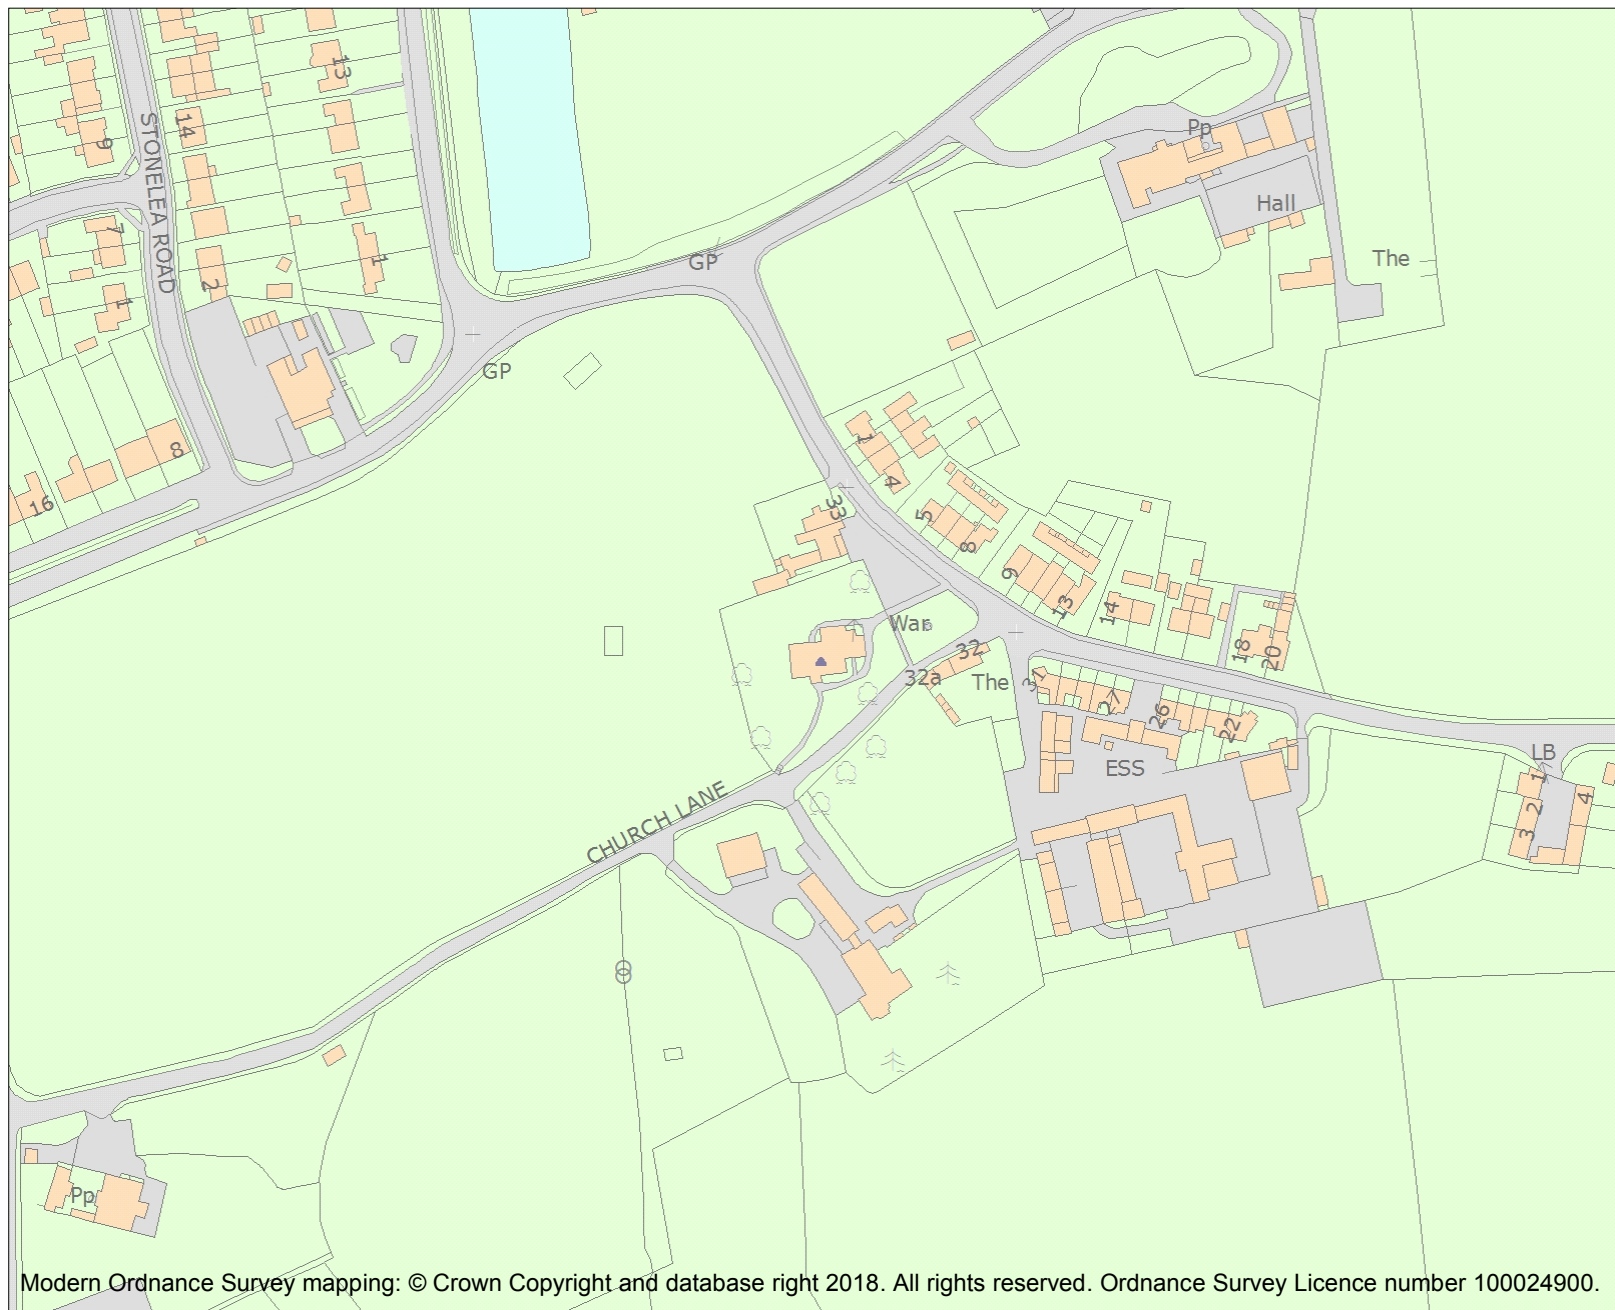 13
14
9
STONELEA ROAD
7
1
2
1
8
16
GP
GP
Pp
Hall
The
1
4
33
5
8
9
13
14
18
20
War
32
32a
The
31
27
26
22
ESS
LB
1
2
3
4
CHURCH LANE
Pp
Modern Ordnance Survey mapping: © Crown Copyright and database right 2018. All rights reserved. Ordnance Survey Licence number 100024900.